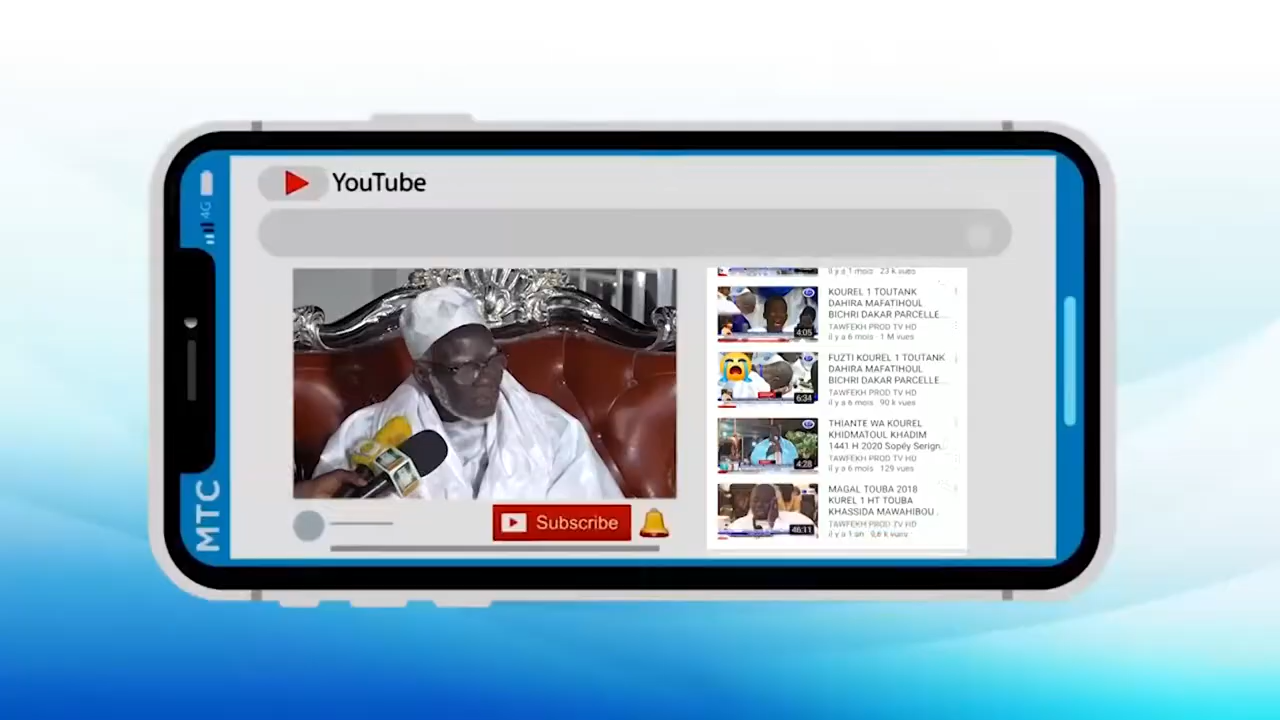 YouTube
4G
MTC
Subscribe
il y a 1 mois 23 k vues
KOUREL 1 TOUTANK
DAHIRA MAFATIHOUL
BICHRI DAKAR PARCELLE...
TAWFEKH PROD TV HD
il y a 6 mois · 1 M vues
4:05
FUZTI KOUREL 1 TOUTANK
DAHIRA MAFATIHOUL
BICHRI DAKAR PARCELLE...
TAWFEKH PROD TV HD
il y a 6 mois · 90 k vues
6:34
THIANTE WA KOUREL
KHIDMATOUL KHADIM
1441 H 2020 Sopéy Serign...
TAWFEKH PROD TV HD
il y a 6 mois · 129 vues
4:28
MAGAL TOUBA 2018
KUREL 1 HT TOUBA
KHASSIDA MAWAHIBOU...
TAWFEKH PROD TV HD
il y a 1 an · 9,6 k vues
46:11